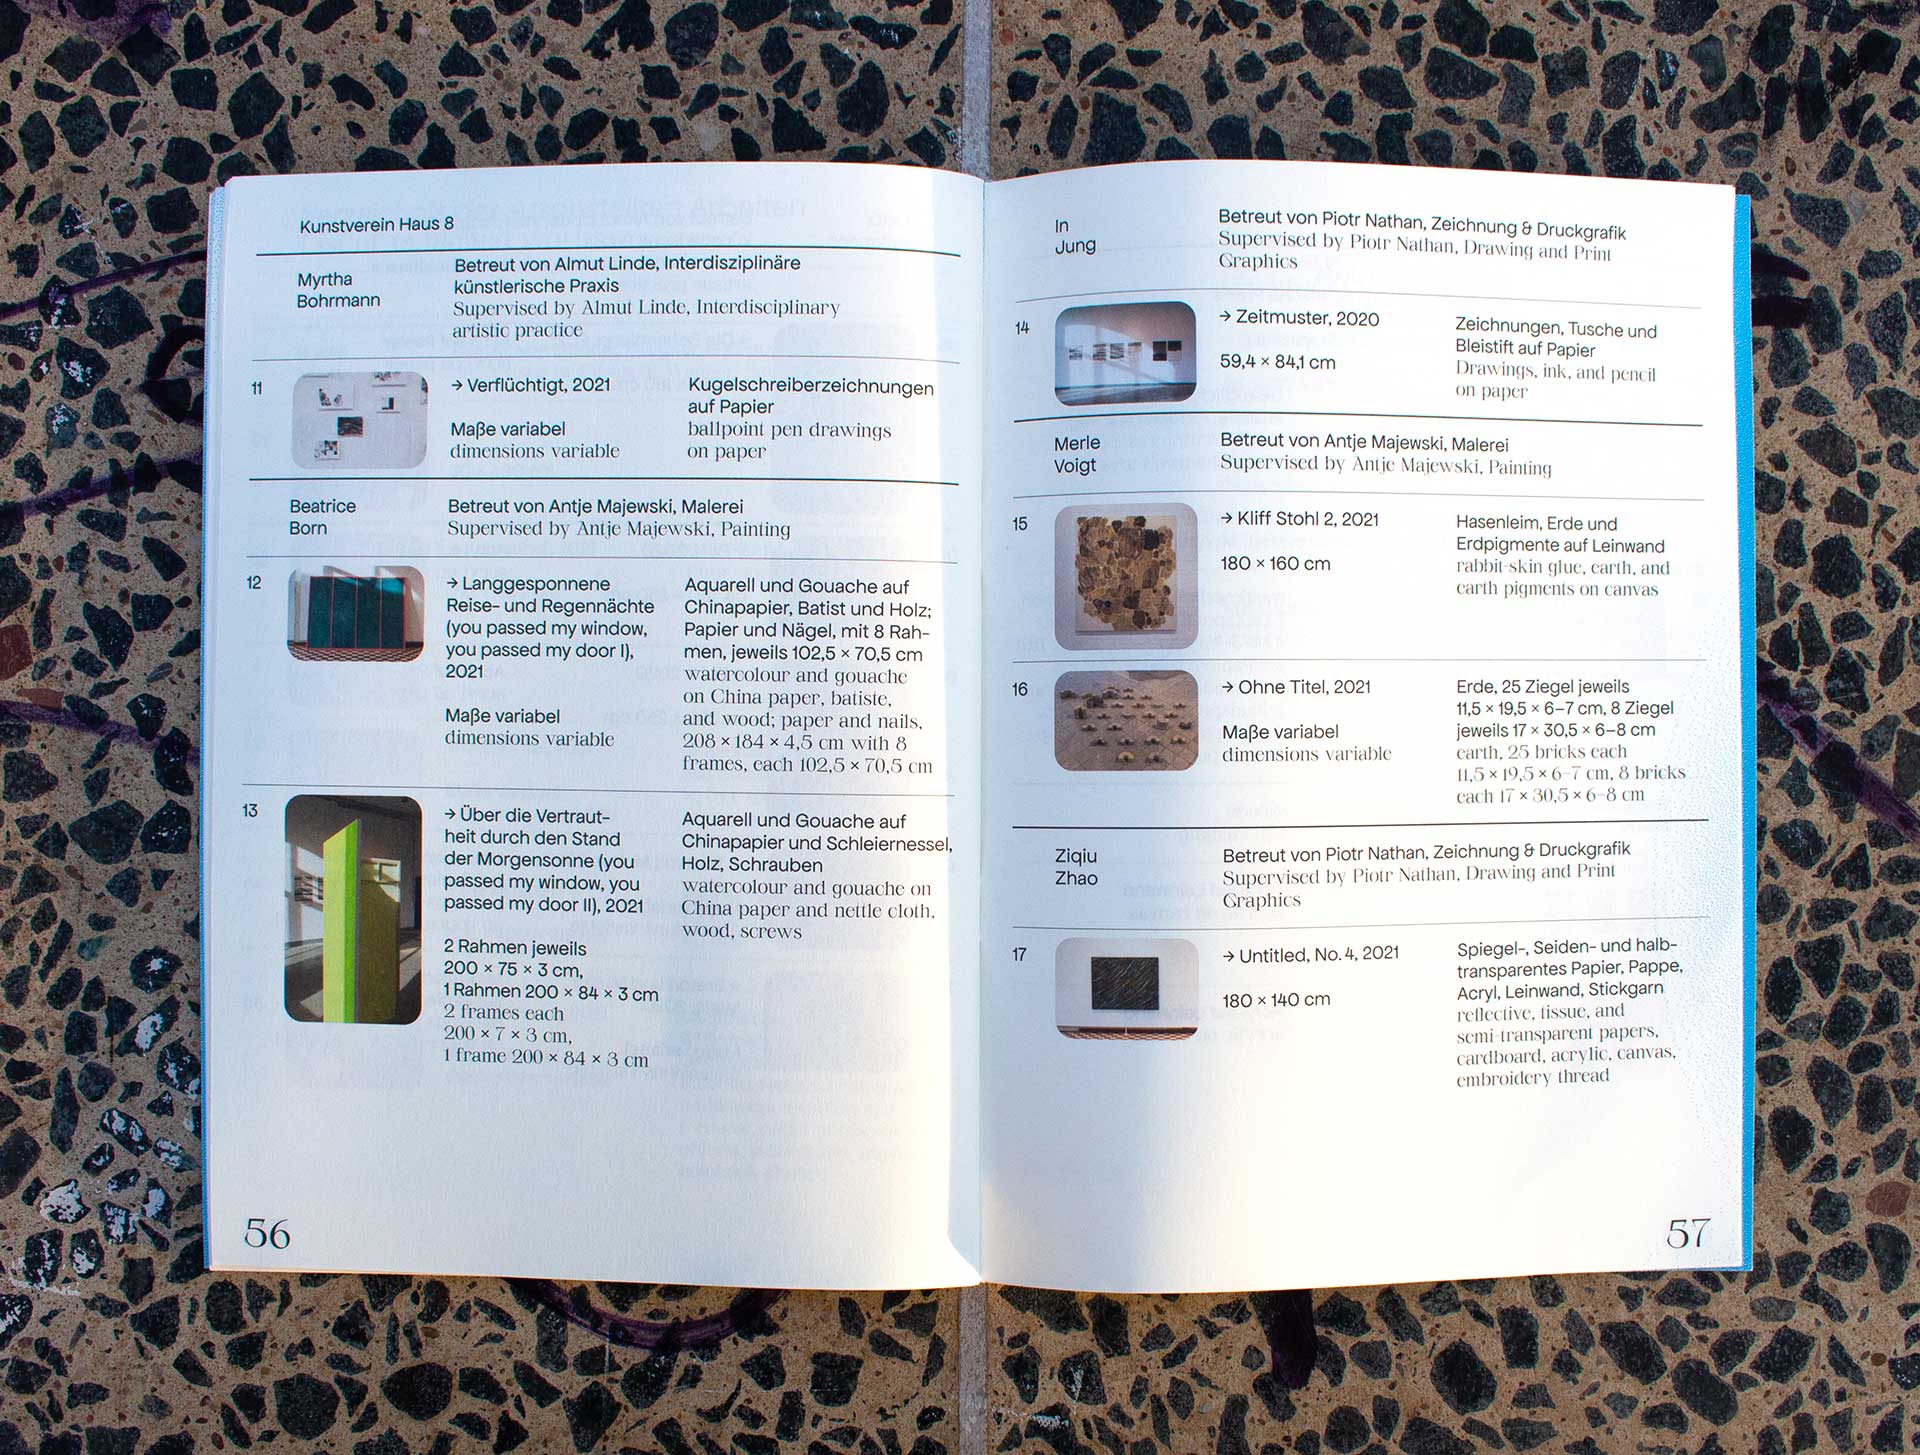 Kunstverein Haus 8
Myrtha
Bohrmann
Betreut von Almut Linde, Interdisziplinäre
künstlerische Praxis
Supervised by Almut Linde, Interdisciplinary
artistic practice
11
→ Verflüchtigt, 2021
Maße variabel
dimensions variable
Kugelschreiberzeichnungen
auf Papier
ballpoint pen drawings
on paper
Beatrice
Born
Betreut von Antje Majewski, Malerei
Supervised by Antje Majewski, Painting
12
→ Langgesponnene
Reise- und Regennächte
(you passed my window,
you passed my door I),
2021
Maße variabel
dimensions variable
Aquarell und Gouache auf
Chinapapier, Batist und Holz;
Papier und Nägel, mit 8 Rah-
men, jeweils 102,5 × 70,5 cm
watercolour and gouache
on China paper, batiste,
and wood; paper and nails,
208 × 184 × 4,5 cm with 8
frames, each 102,5 × 70,5 cm
13
→ Über die Vertraut-
heit durch den Stand
der Morgensonne (you
passed my window, you
passed my door II), 2021
2 Rahmen jeweils
200 × 75 × 3 cm,
1 Rahmen 200 × 84 × 3 cm
2 frames each
200 × 7 × 3 cm,
1 frame 200 × 84 × 3 cm
Aquarell und Gouache auf
Chinapapier und Schleiernessel,
Holz, Schrauben
watercolour and gouache on
China paper and nettle cloth,
wood, screws
56
In
Jung
Betreut von Piotr Nathan, Zeichnung & Druckgrafik
Supervised by Piotr Nathan, Drawing and Print
Graphics
14
→ Zeitmuster, 2020
59,4 × 84,1 cm
Zeichnungen, Tusche und
Bleistift auf Papier
Drawings, ink, and pencil
on paper
Merle
Voigt
Betreut von Antje Majewski, Malerei
Supervised by Antje Majewski, Painting
15
→ Kliff Stohl 2, 2021
180 × 160 cm
Hasenleim, Erde und
Erdpigmente auf Leinwand
rabbit-skin glue, earth, and
earth pigments on canvas
16
→ Ohne Titel, 2021
Maße variabel
dimensions variable
Erde, 25 Ziegel jeweils
11,5 × 19,5 × 6–7 cm, 8 Ziegel
jeweils 17 × 30,5 × 6–8 cm
earth, 25 bricks each
11,5 × 19,5 × 6–7 cm, 8 bricks
each 17 × 30,5 × 6–8 cm
Ziqiu
Zhao
Betreut von Piotr Nathan, Zeichnung & Druckgrafik
Supervised by Piotr Nathan, Drawing and Print
Graphics
17
→ Untitled, No. 4, 2021
180 × 140 cm
Spiegel-, Seiden- und halb-
transparentes Papier, Pappe,
Acryl, Leinwand, Stickgarn
reflective, tissue, and
semi-transparent papers,
cardboard, acrylic, canvas,
embroidery thread
57